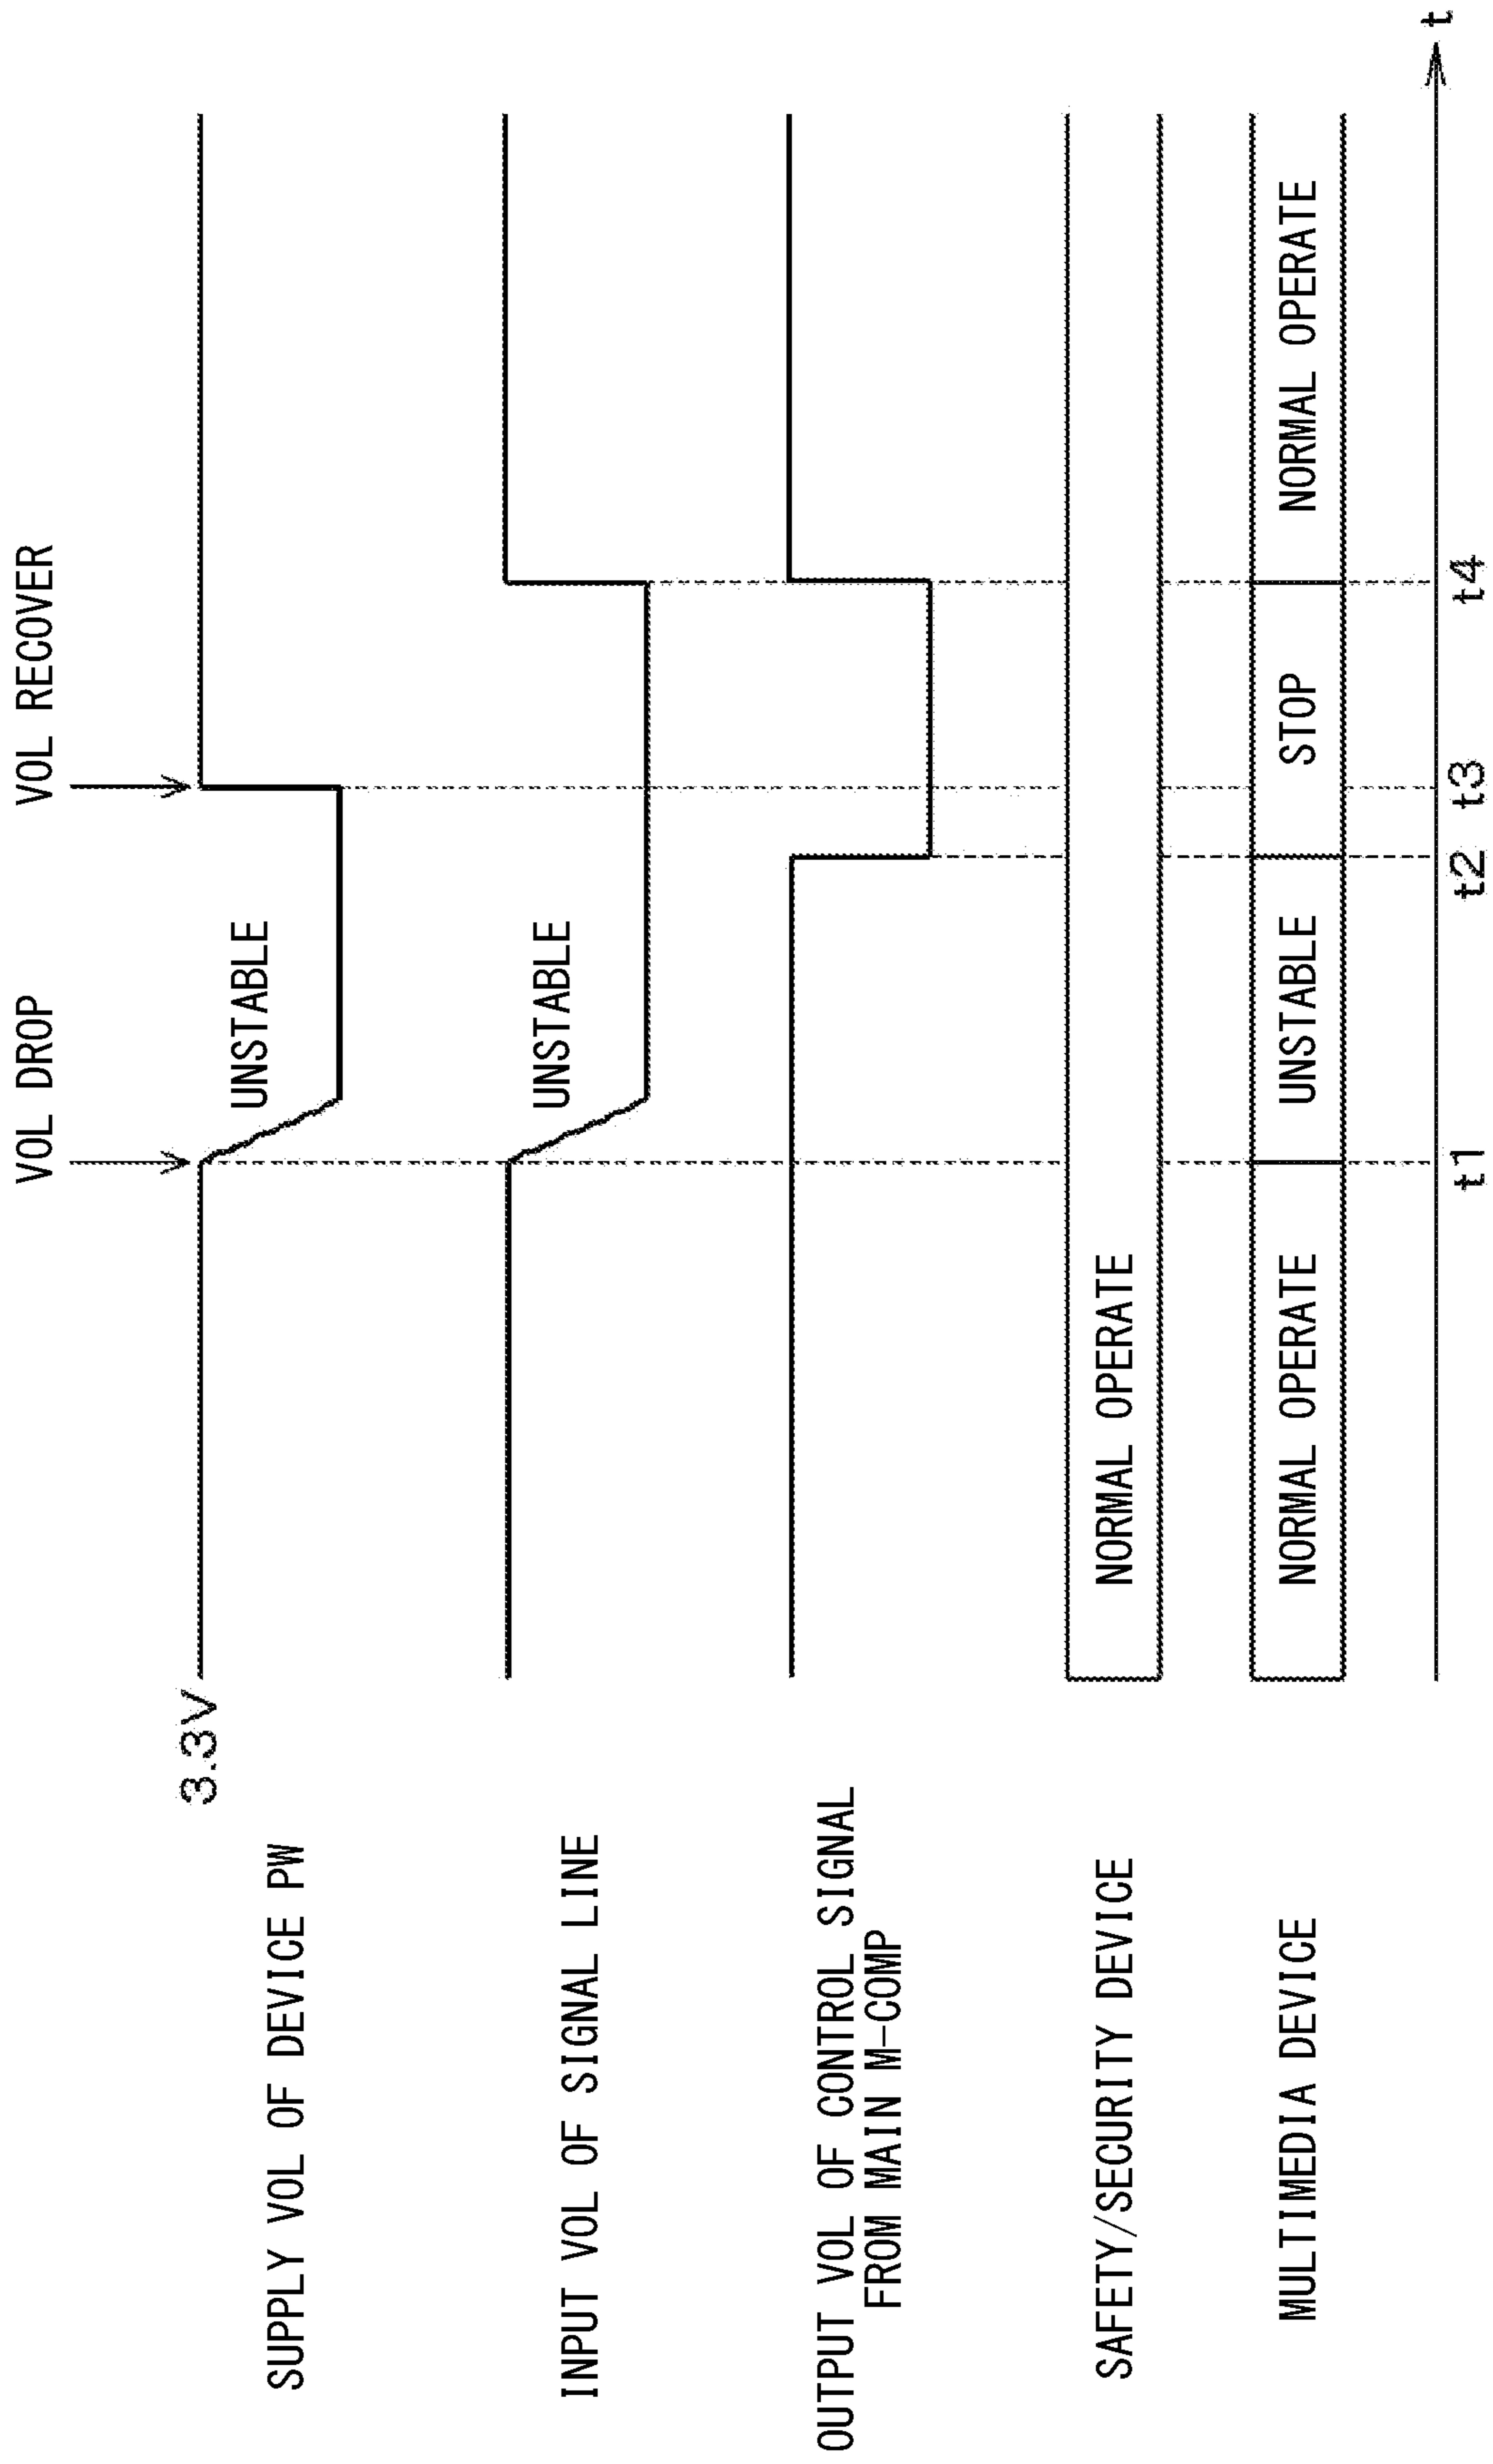 VOL DROP
VOL RECOVER
3.3V
SUPPLY VOL OF DEVICE PW
UNSTABLE
INPUT VOL OF SIGNAL LINE
UNSTABLE
OUTPUT VOL OF CONTROL SIGNAL
FROM MAIN M-COMP
SAFETY/SECURITY DEVICE
NORMAL OPERATE
MULTIMEDIA DEVICE
NORMAL OPERATE
UNSTABLE
STOP
NORMAL OPERATE
t1
t2
t3
t4
t